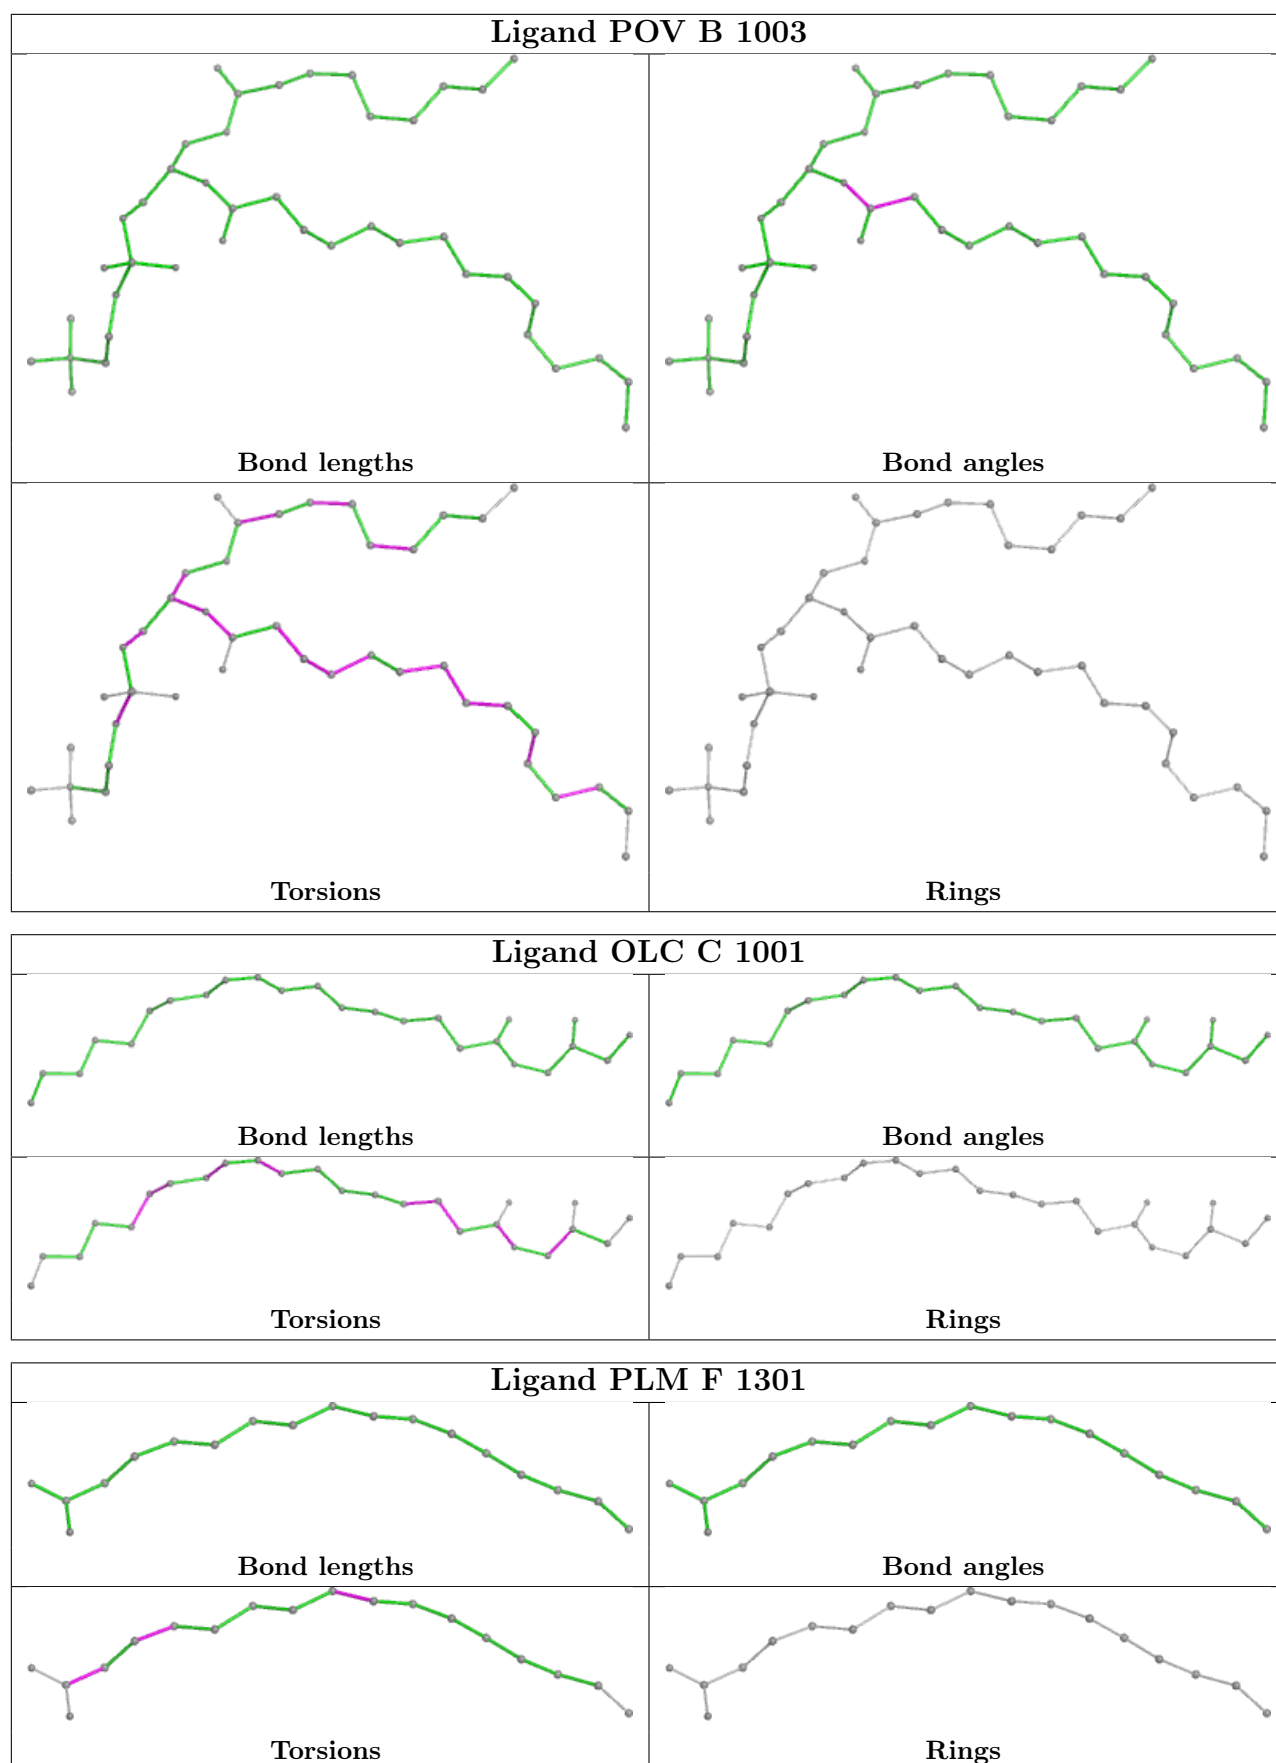 Ligand POV B 1003
Bond lengths
Bond angles
Torsions
Rings
Ligand OLC C 1001
Bond lengths
Bond angles
Torsions
Rings
Ligand PLM F 1301
Bond lengths
Bond angles
Torsions
Rings